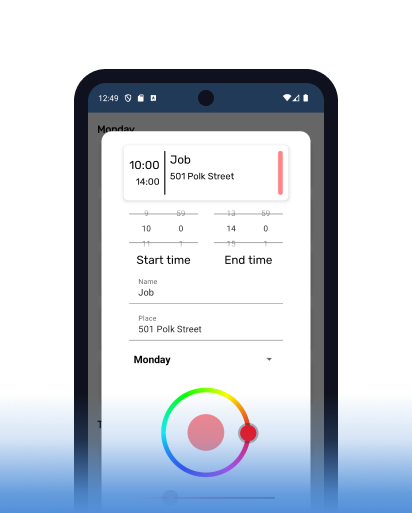 12:49
Monday
10:00
Job
14:00
501 Polk Street
9 59 13 59
10 0 14 0
11 1 15 1
Start time End time
Name
Job
Place
501 Polk Street
Monday
T